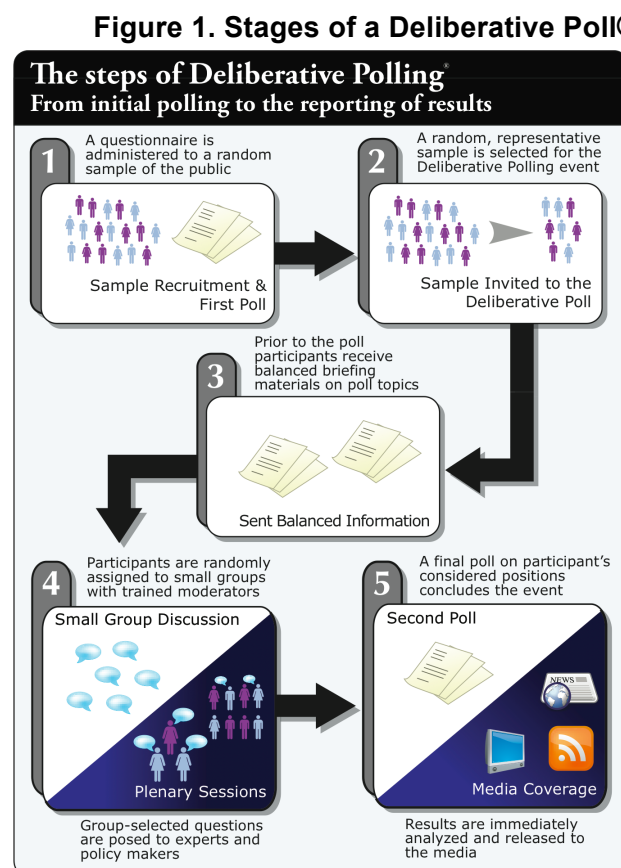 Figure 1. Stages of a Deliberative Poll©
The steps of Deliberative Polling®
From initial polling to the reporting of results
1
A questionnaire is
administered to a random
sample of the public
Sample Recruitment &
First Poll
2
A random, representative
sample is selected for the
Deliberative Polling event
Sample Invited to the
Deliberative Poll
3
Prior to the poll
participants receive
balanced briefing
materials on poll topics
Sent Balanced Information
4
Participants are randomly
assigned to small groups
with trained moderators
Small Group Discussion
Plenary Sessions
Group-selected questions
are posed to experts and
policy makers
5
A final poll on participant's
considered positions
concludes the event
Second Poll
NEWS
Media Coverage
Results are immediately
analyzed and released to
the media